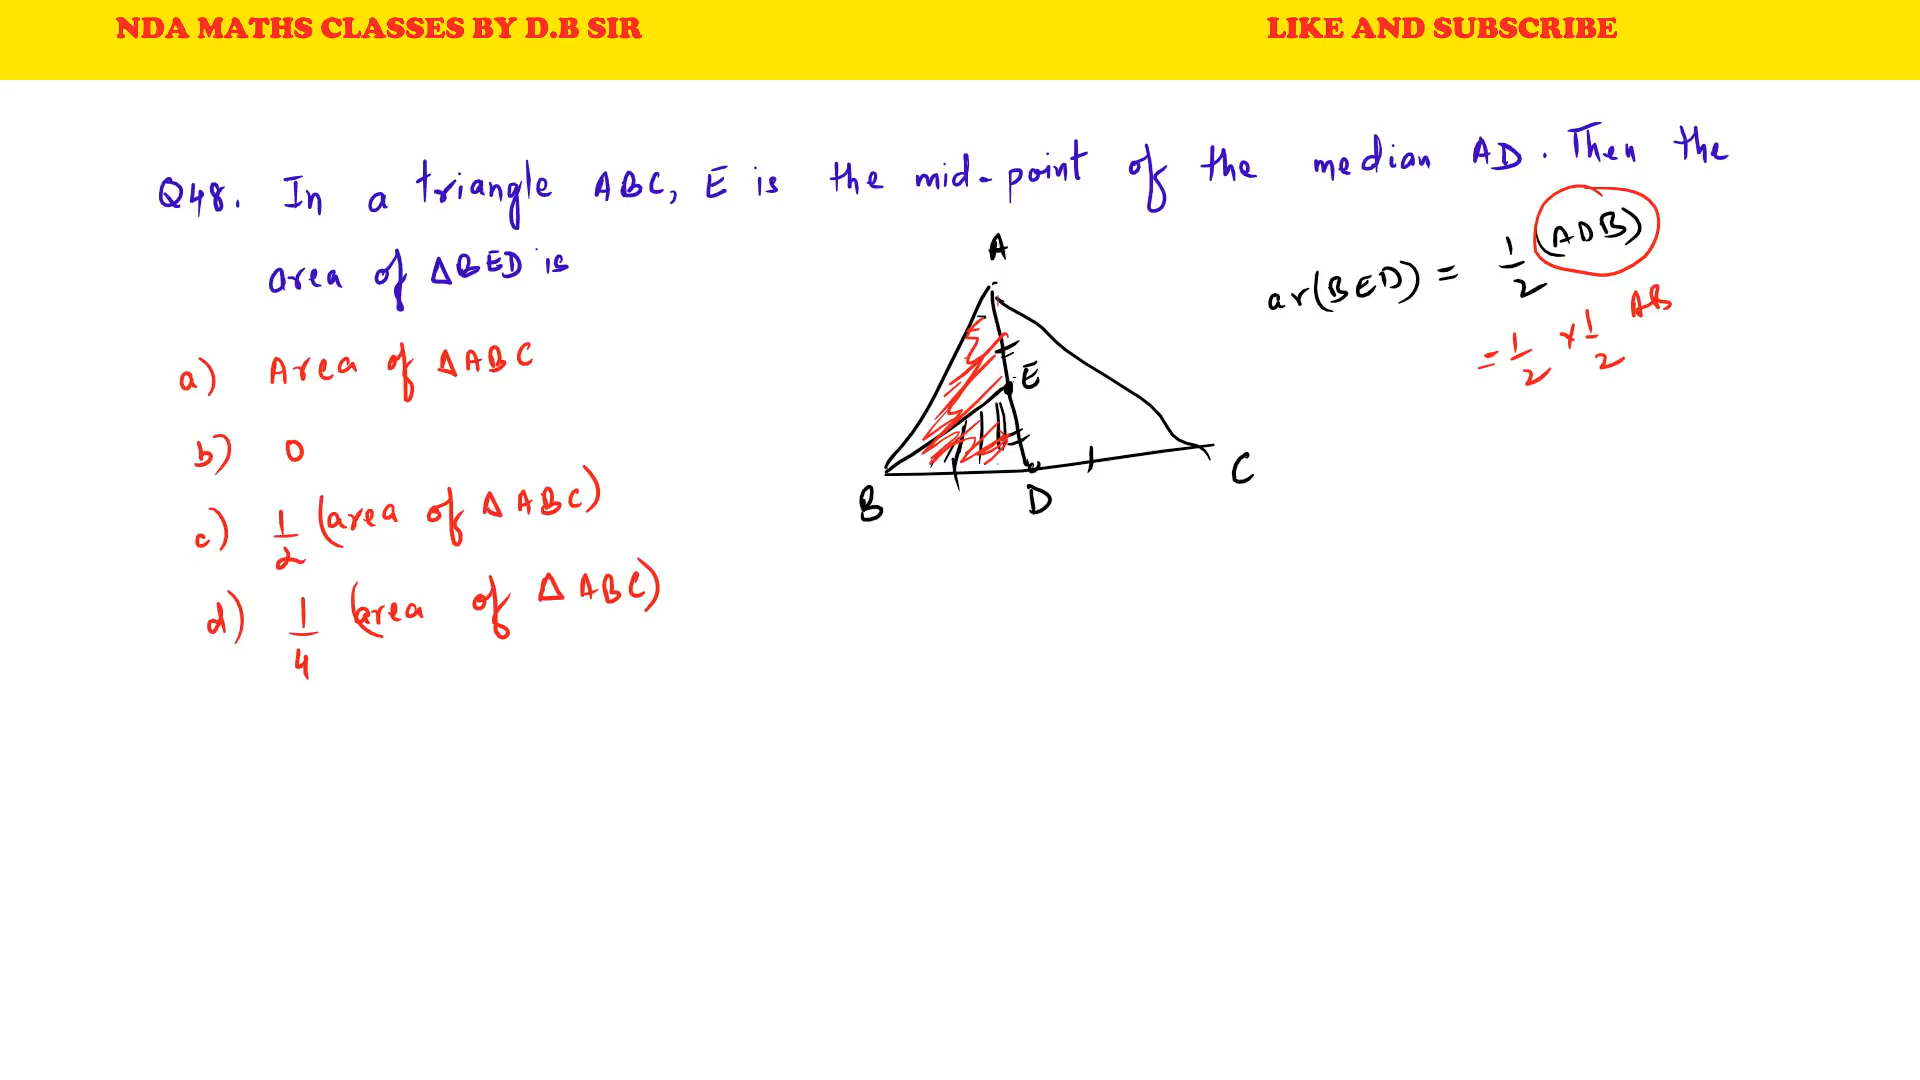 NDA MATHS CLASSES BY D.B SIR
LIKE AND SUBSCRIBE
Q48. In a triangle ABC, E is the mid-point of the median AD. Then the
area of ΔBED is
a) Area of ΔABC
b) 0
c) 1/2 (area of ΔABC)
d) 1/4 (area of ΔABC)
A
E
B
D
C
ar(BED) = 1/2 (ADB)
= 1/2 × 1/2 AB